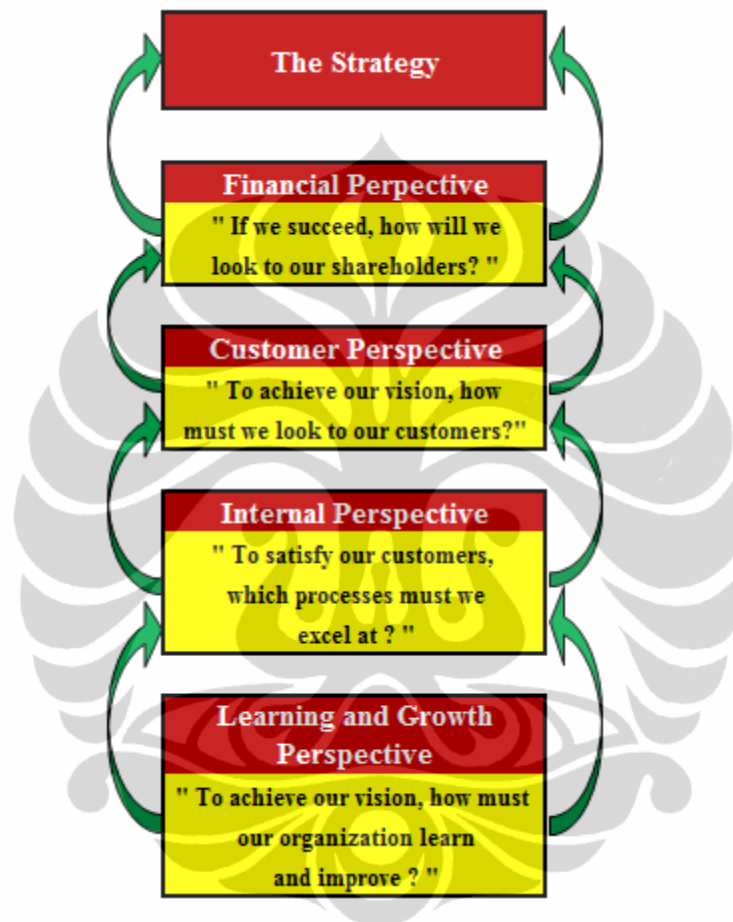 The Strategy
Financial Perpective
" If we succeed, how will we
look to our shareholders? "
Customer Perspective
" To achieve our vision, how
must we look to our customers?"
Internal Perspective
" To satisfy our customers,
which processes must we
excel at ? "
Learning and Growth
Perspective
" To achieve our vision, how must
our organization learn
and improve ? "